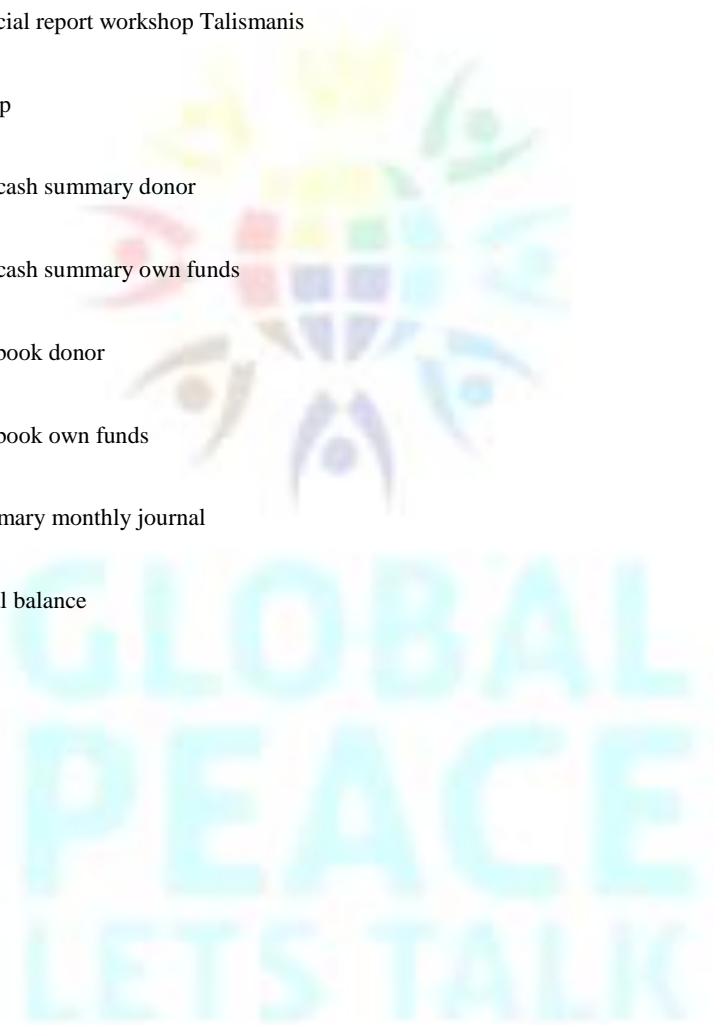 cial report workshop Talismanis
p
cash summary donor
cash summary own funds
book donor
book own funds
mary monthly journal
l balance
GLOBAL
PEACE
LETS TALK